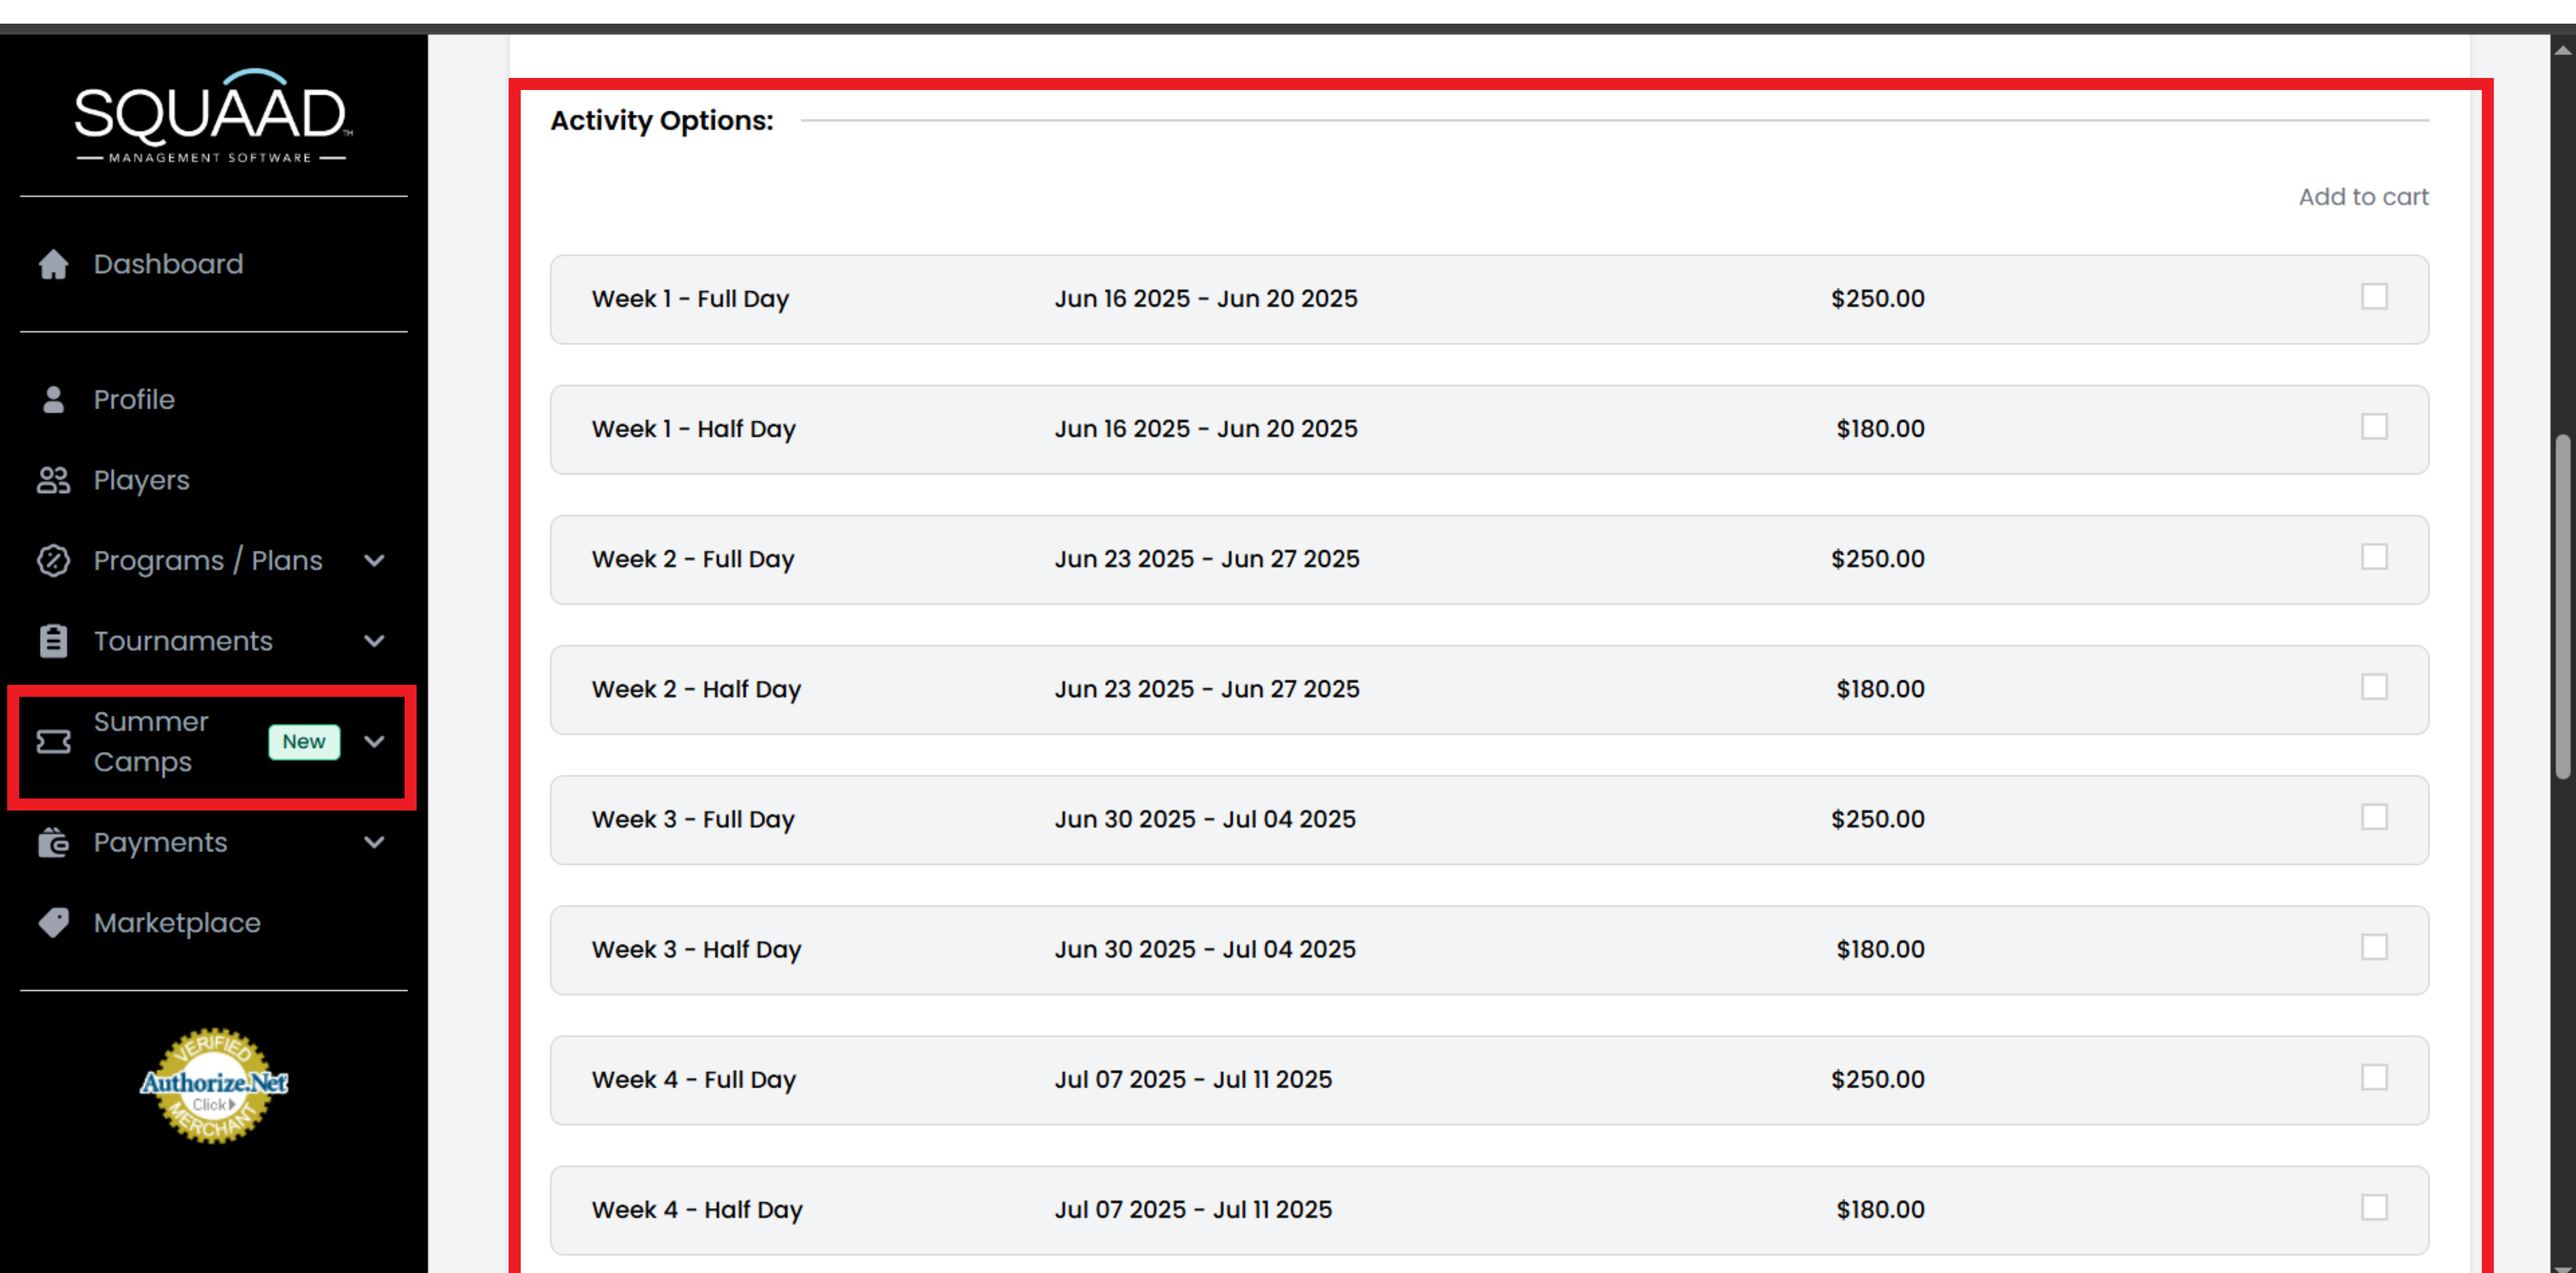 SQUAAD™
MANAGEMENT SOFTWARE
Dashboard
Profile
Players
Programs / Plans
Tournaments
Summer
Camps
New
Payments
Marketplace
VERIFIED
Authorize.Net
Click
MERCHANT
Activity Options:
Add to cart
Week 1 - Full Day Jun 16 2025 - Jun 20 2025 $250.00
Week 1 - Half Day Jun 16 2025 - Jun 20 2025 $180.00
Week 2 - Full Day Jun 23 2025 - Jun 27 2025 $250.00
Week 2 - Half Day Jun 23 2025 - Jun 27 2025 $180.00
Week 3 - Full Day Jun 30 2025 - Jul 04 2025 $250.00
Week 3 - Half Day Jun 30 2025 - Jul 04 2025 $180.00
Week 4 - Full Day Jul 07 2025 - Jul 11 2025 $250.00
Week 4 - Half Day Jul 07 2025 - Jul 11 2025 $180.00